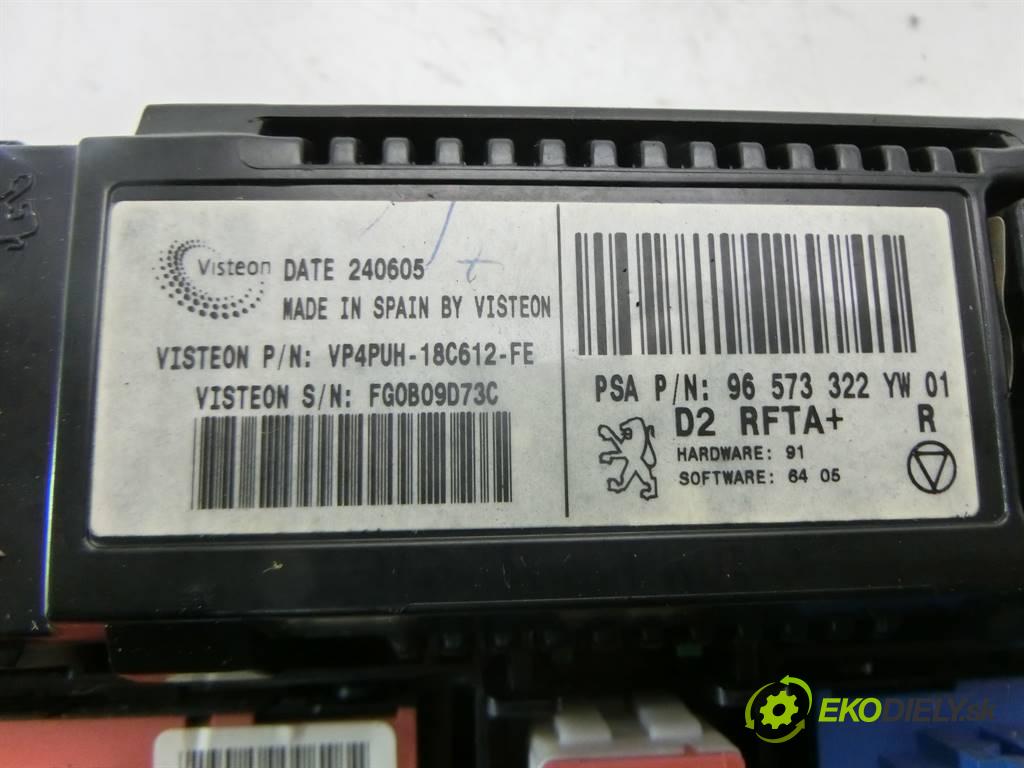 Visteon DATE 240605
MADE IN SPAIN BY VISTEON
VISTEON P/N: VP4PUH-18C612-FE
VISTEON S/N: FG0B09D73C
PSA P/N: 96 573 322 YW 01
D2 RFTA+ R
HARDWARE: 91
SOFTWARE: 64 05
EKODIELY.sk